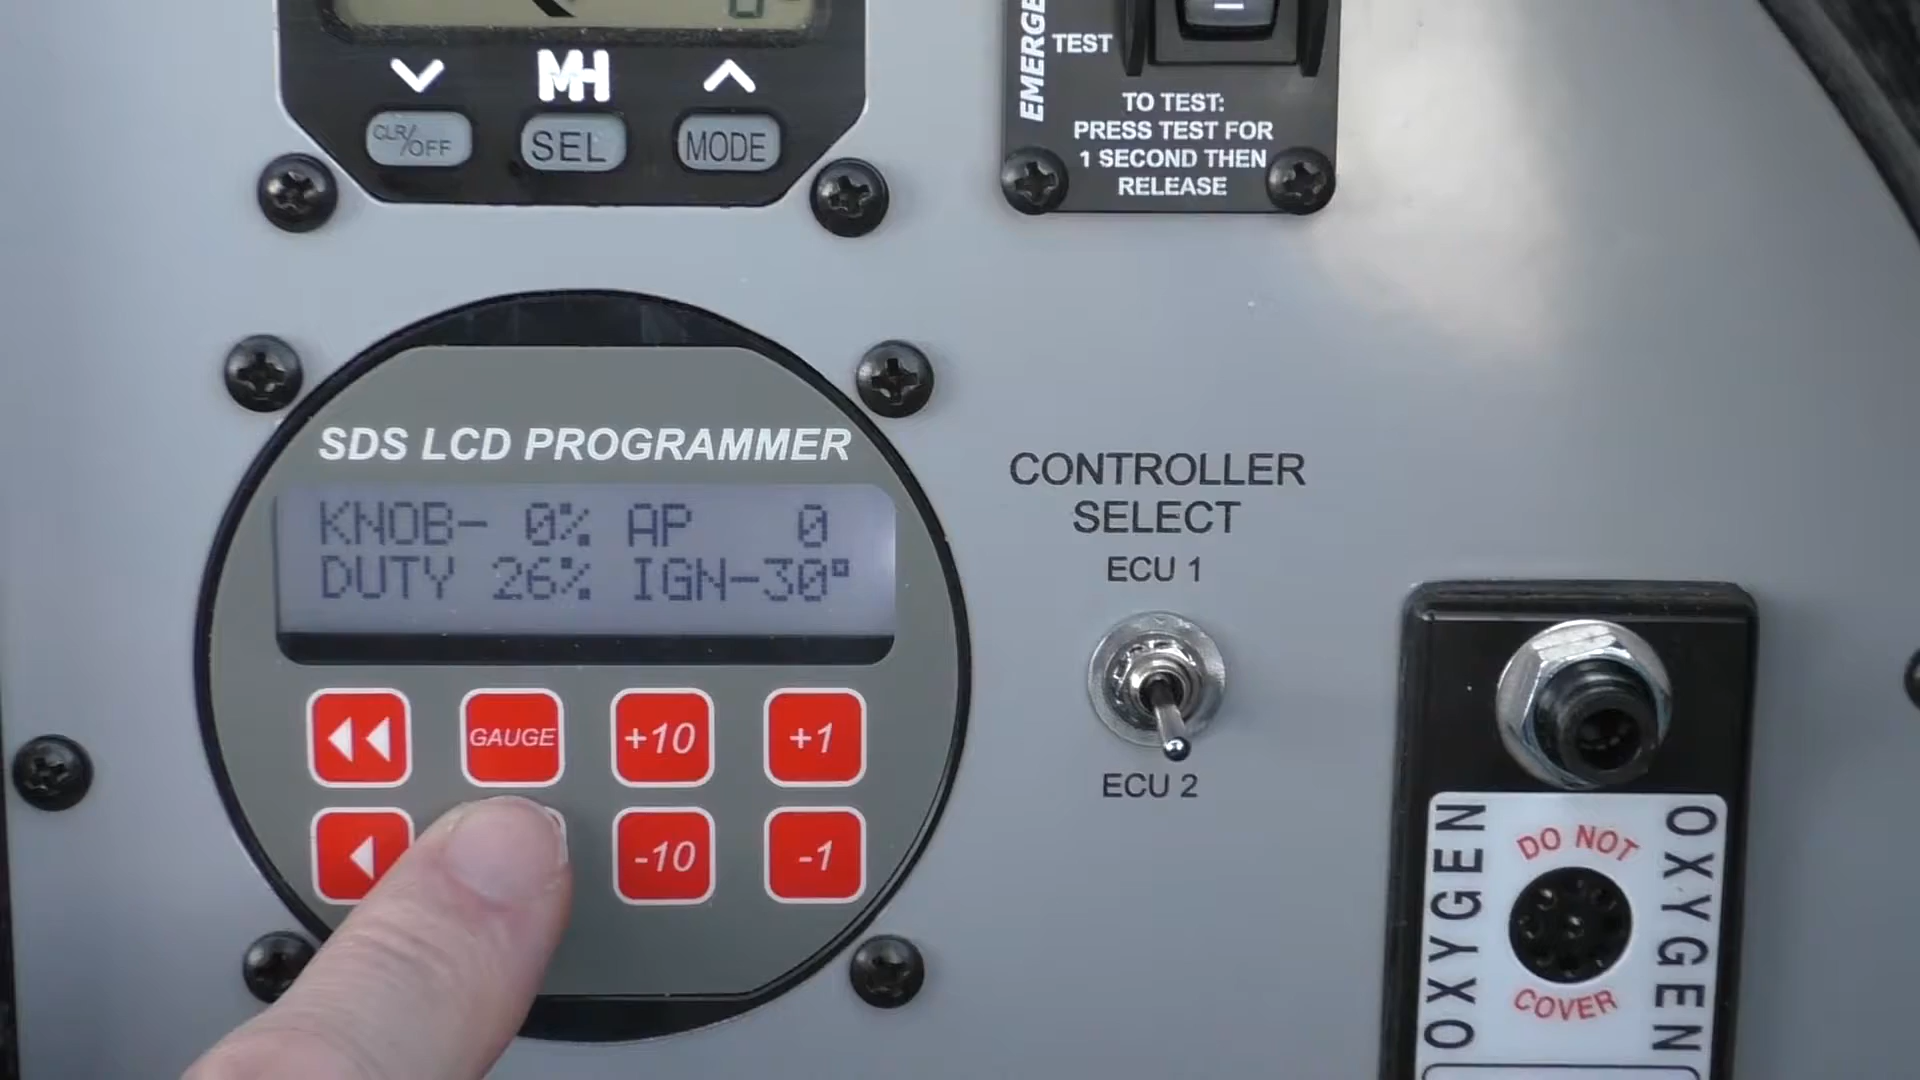 MH
CLR/OFF
SEL
MODE
TEST
TO TEST:
PRESS TEST FOR
1 SECOND THEN
RELEASE
SDS LCD PROGRAMMER
KNOB- 0% AP 0
DUTY 26% IGN-30°
GAUGE
+10
+1
-10
-1
CONTROLLER
SELECT
ECU 1
ECU 2
OXYGEN
DO NOT
COVER
OXYGEN